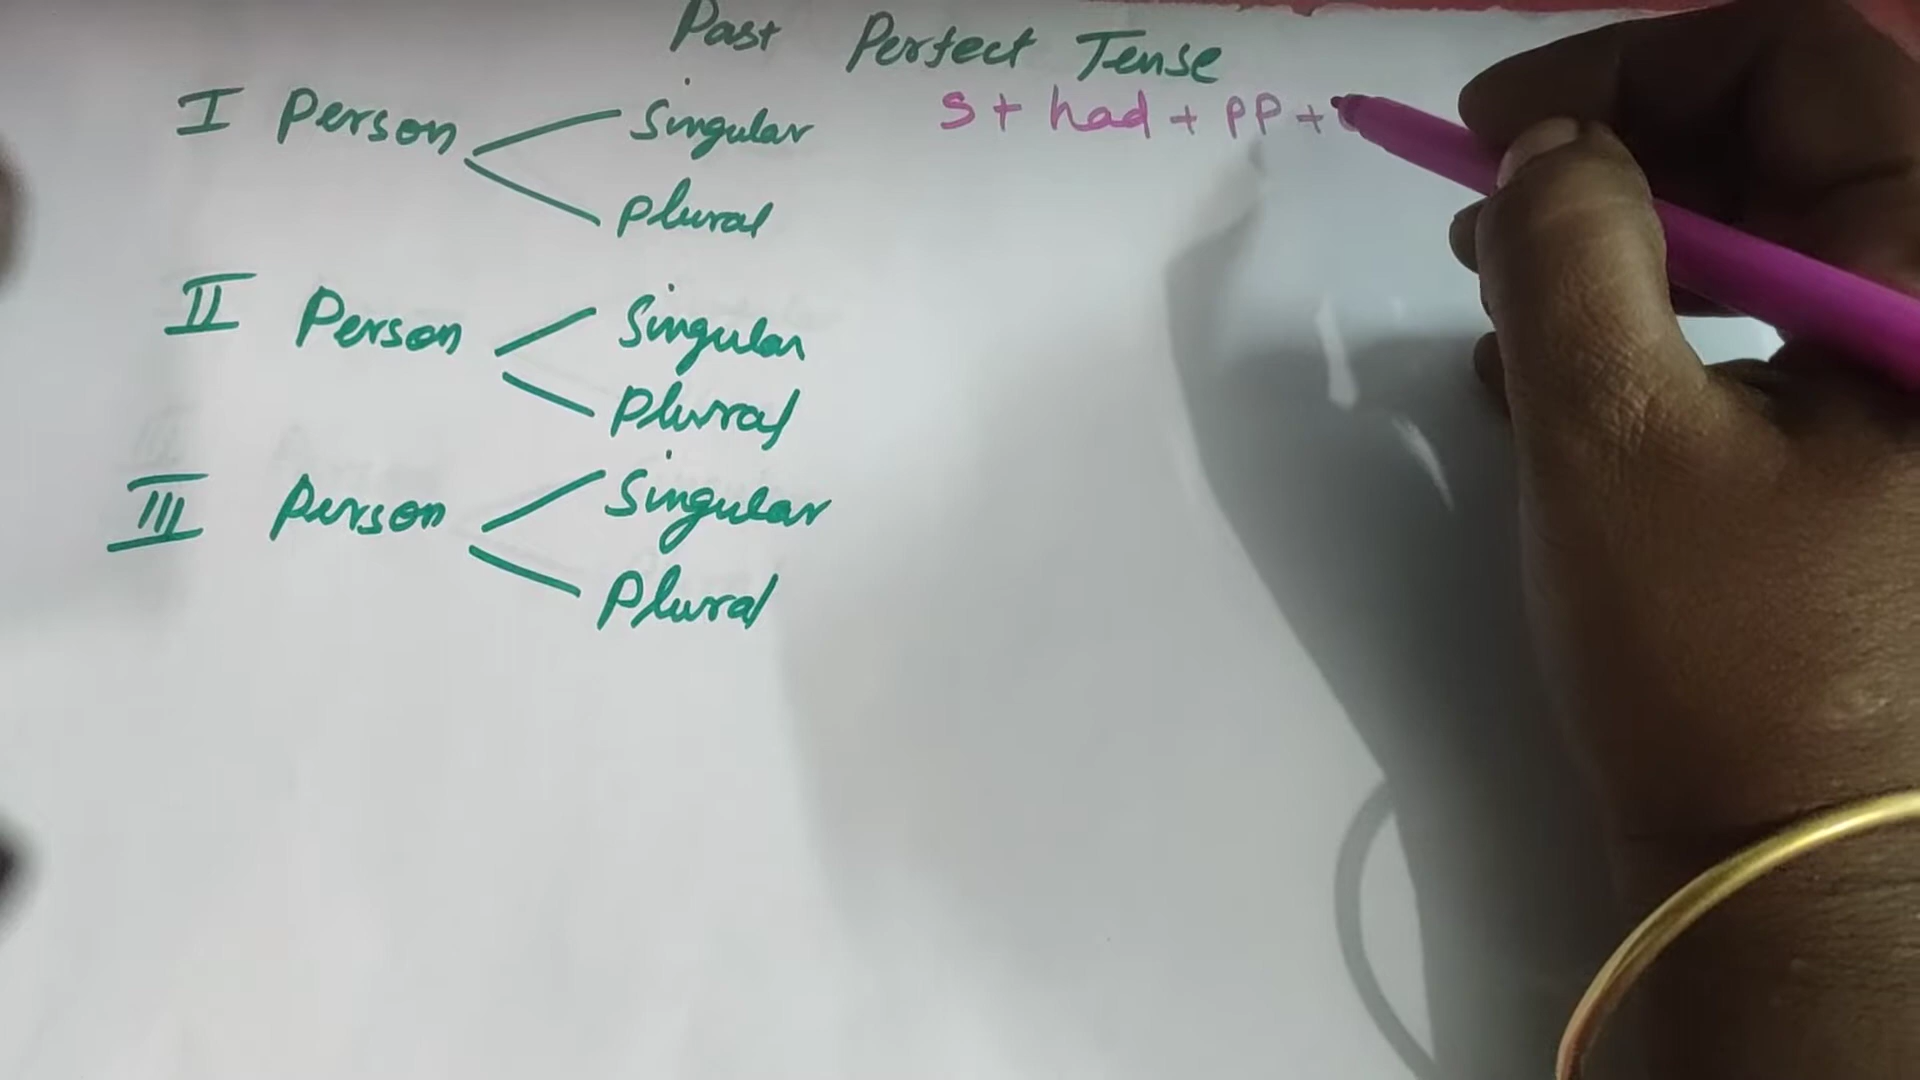 Past Perfect Tense
S + had + PP +
I Person
Singular
Plural
II Person
Singular
Plural
III Person
Singular
Plural